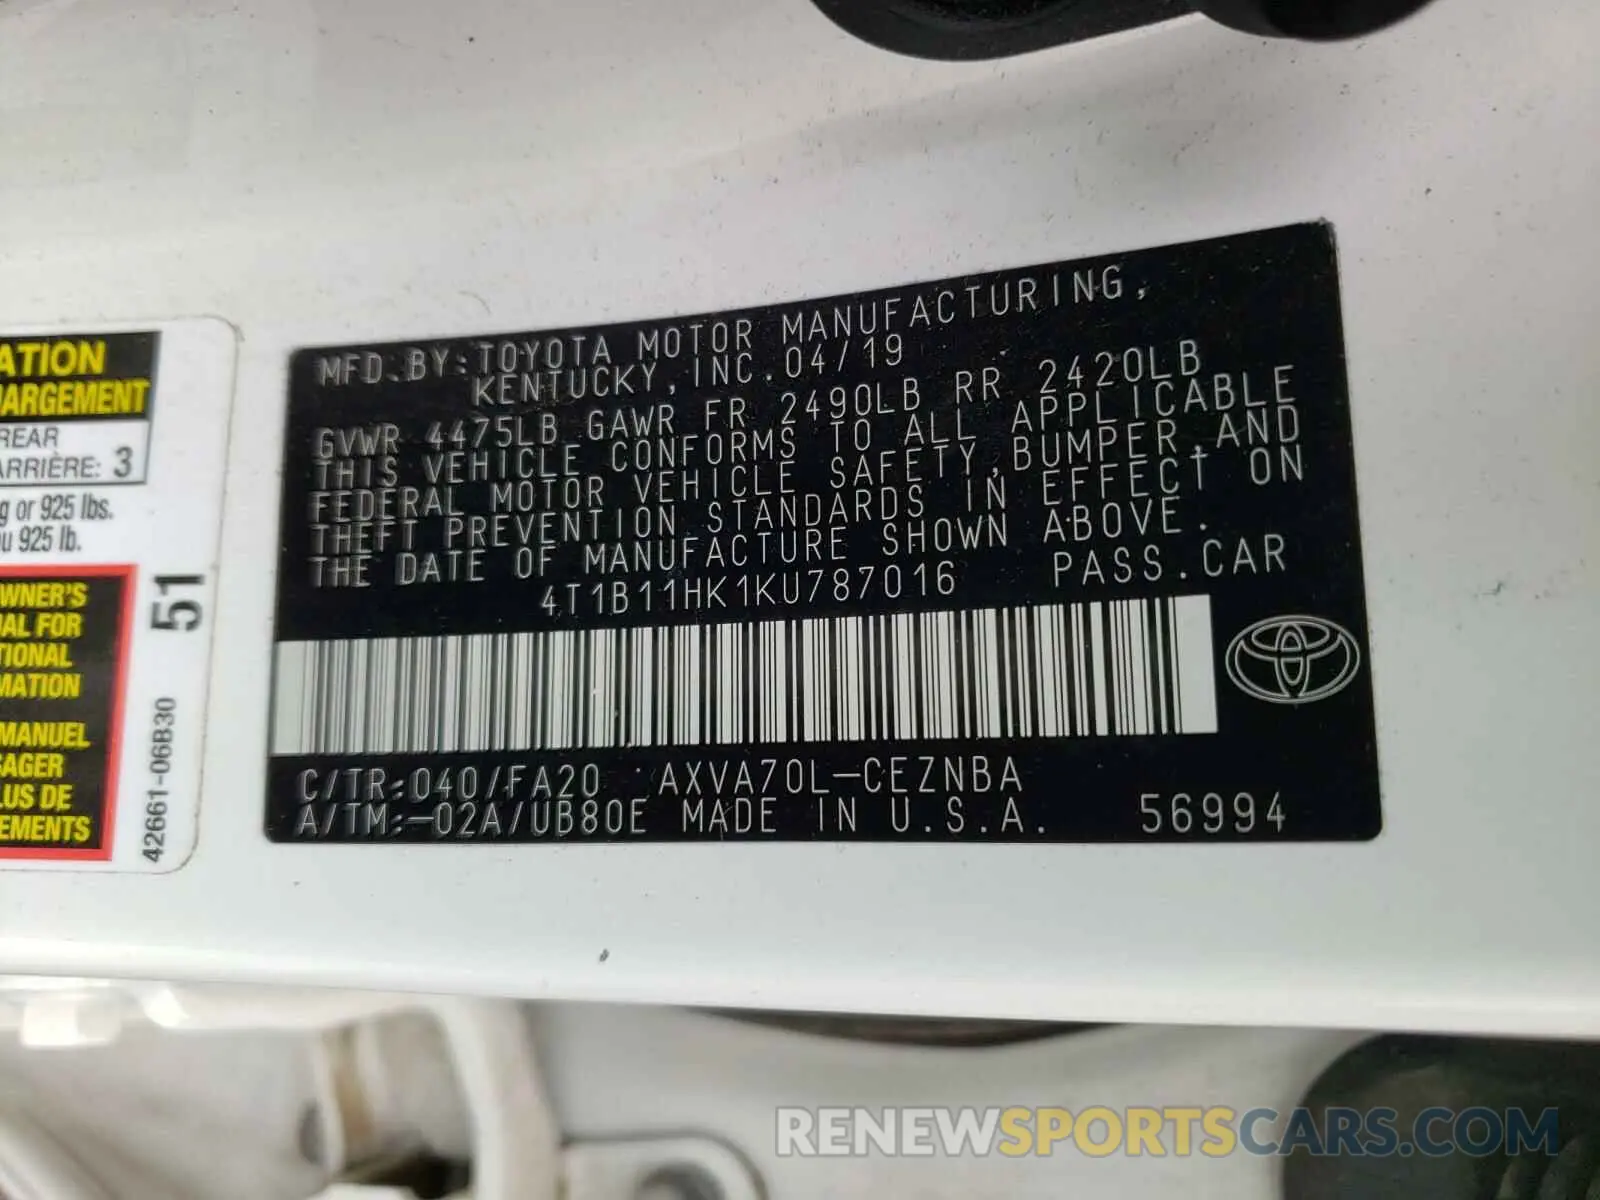 ATION
HARGEMENT
REAR
ARRIÈRE: 3
g or 925 lbs.
u 925 lb.
WNER'S
AL FOR
TIONAL
MATION
MANUEL
SAGER
LUS DE
EMENTS
51
42661-06B30
MFD. BY: TOYOTA MOTOR MANUFACTURING,
KENTUCKY, INC. 04/19
GVWR 4475LB GAWR FR 2490LB RR 2420LB
THIS VEHICLE CONFORMS TO ALL APPLICABLE
FEDERAL MOTOR VEHICLE SAFETY, BUMPER, AND
THEFT PREVENTION STANDARDS IN EFFECT ON
THE DATE OF MANUFACTURE SHOWN ABOVE.
4T1B11HK1KU787016 PASS. CAR
C/TR: 040/FA20 AXVA70L-CEZNBA
A/TM: -02A/UB80E MADE IN U.S.A. 56994
RENEWSPORTSCARS.COM